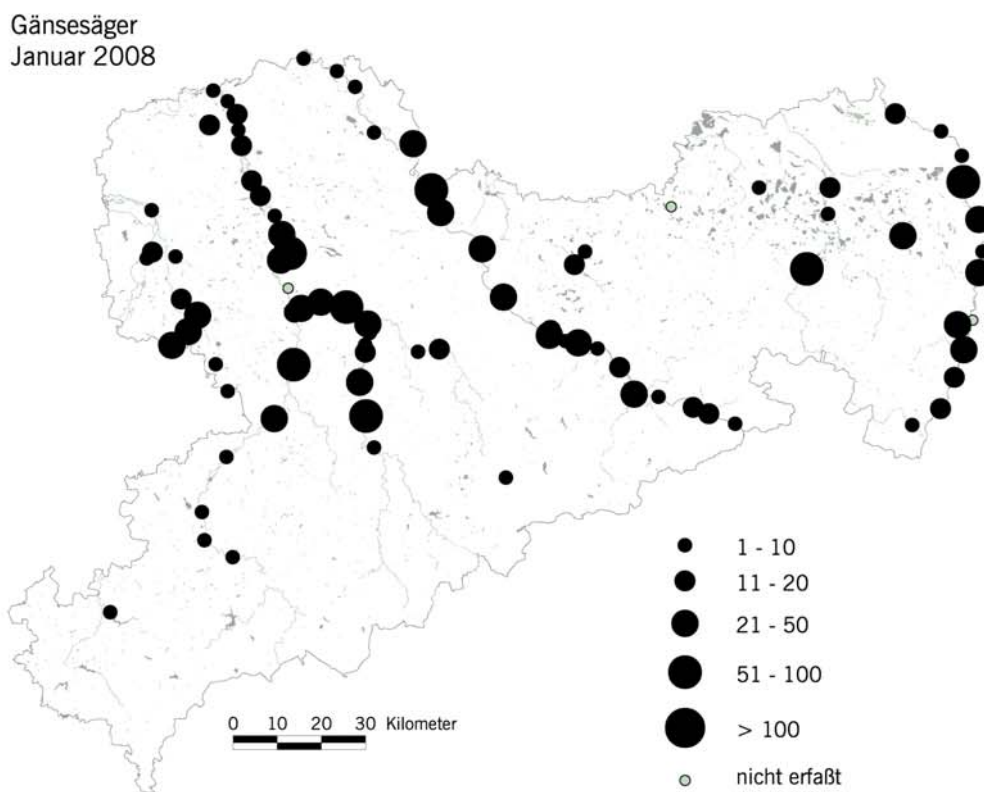 Gänsesäger
Januar 2008
1 - 10
11 - 20
21 - 50
51 - 100
> 100
nicht erfaßt
0 10 20 30 Kilometer